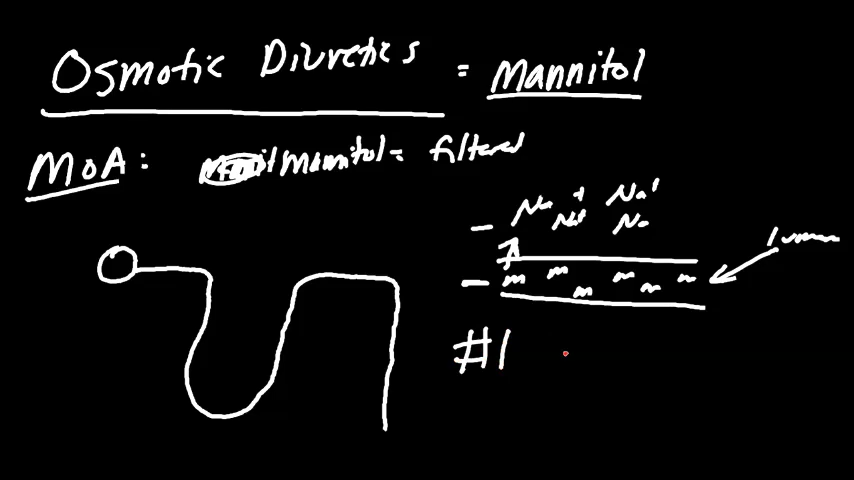 Osmotic Diuretics = Mannitol
MoA: Mannitol = filtered
- Na + Na+
Na+ Na
lumen
- m m m m m m
#1